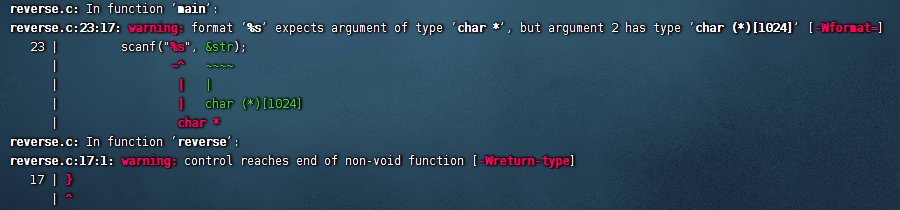 reverse.c: In function ‘main’:
reverse.c:23:17: warning: format ‘%s’ expects argument of type ‘char *’, but argument 2 has type ‘char (*)[1024]’ [-Wformat=]
   23 |         scanf("%s", &str);
      |                ~^   ~~~~
      |                 |   |
      |                 |   char (*)[1024]
      |                 char *
reverse.c: In function ‘reverse’:
reverse.c:17:1: warning: control reaches end of non-void function [-Wreturn-type]
   17 | }
      | ^